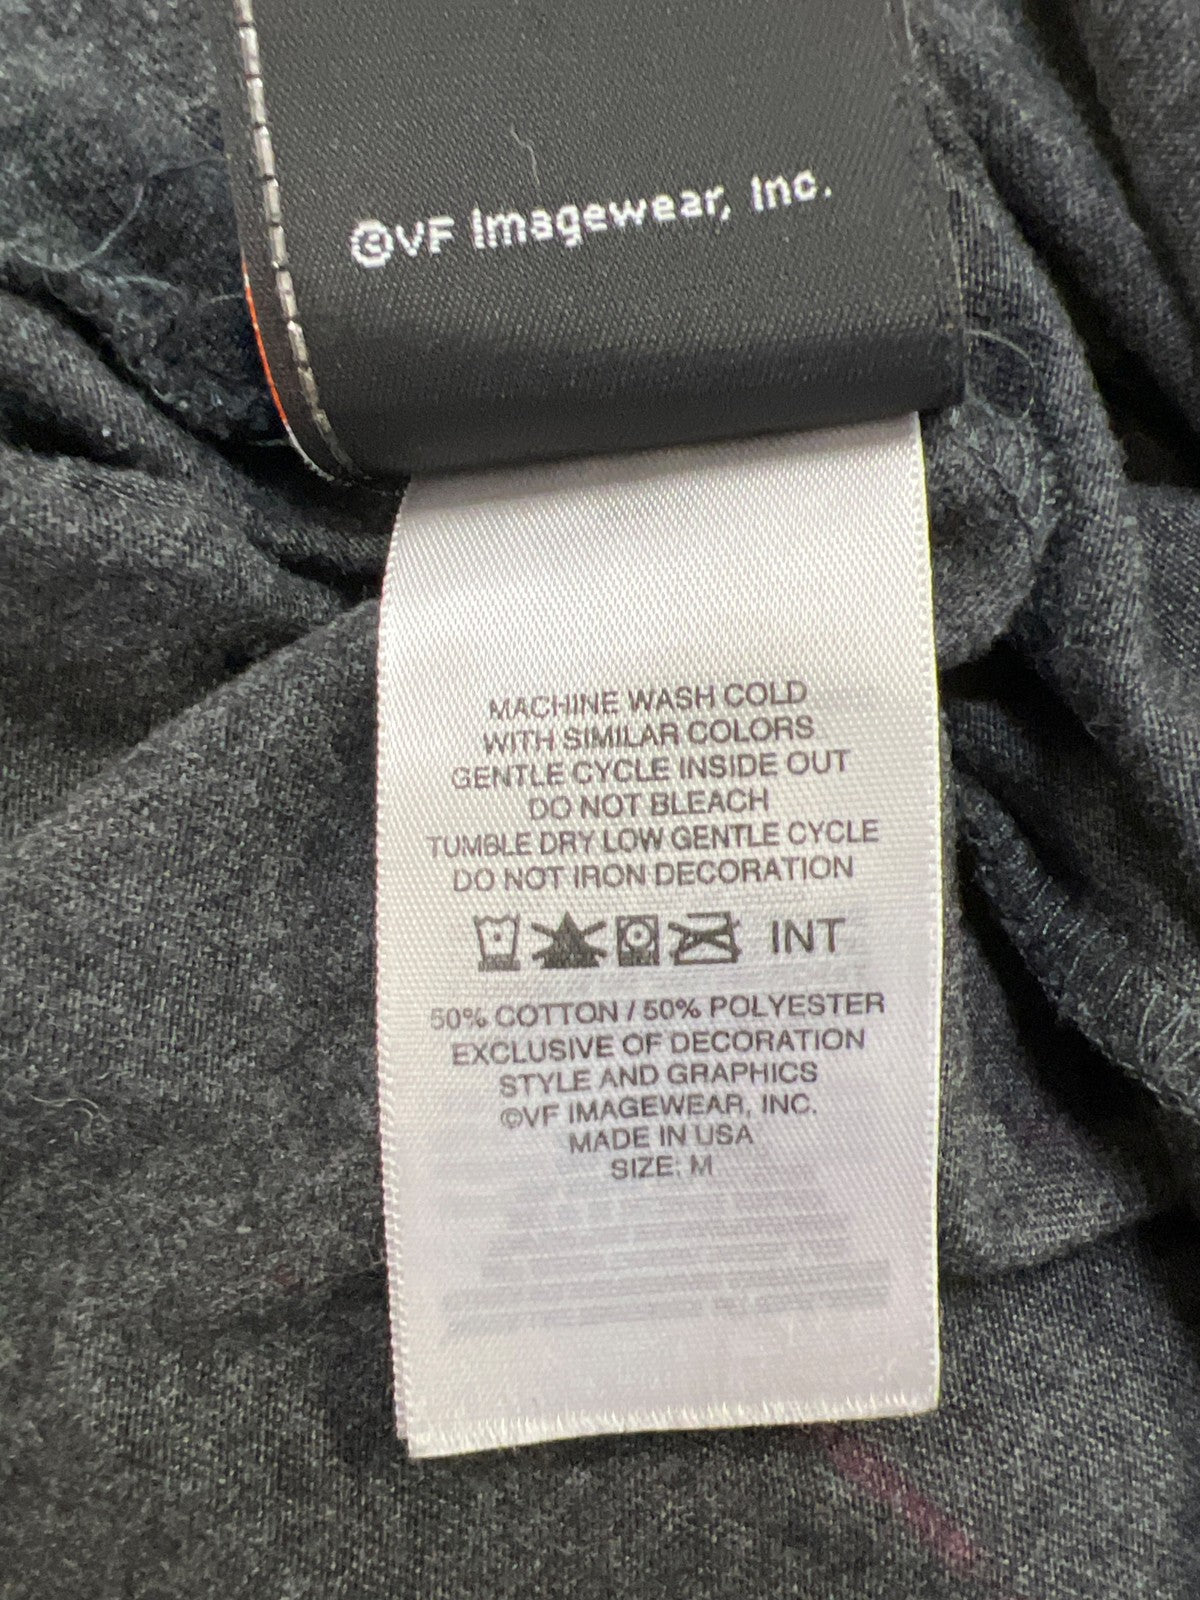 ©VF Imagewear, Inc.
MACHINE WASH COLD
WITH SIMILAR COLORS
GENTLE CYCLE INSIDE OUT
DO NOT BLEACH
TUMBLE DRY LOW GENTLE CYCLE
DO NOT IRON DECORATION
INT
50% COTTON / 50% POLYESTER
EXCLUSIVE OF DECORATION
STYLE AND GRAPHICS
©VF IMAGEWEAR, INC.
MADE IN USA
SIZE: M